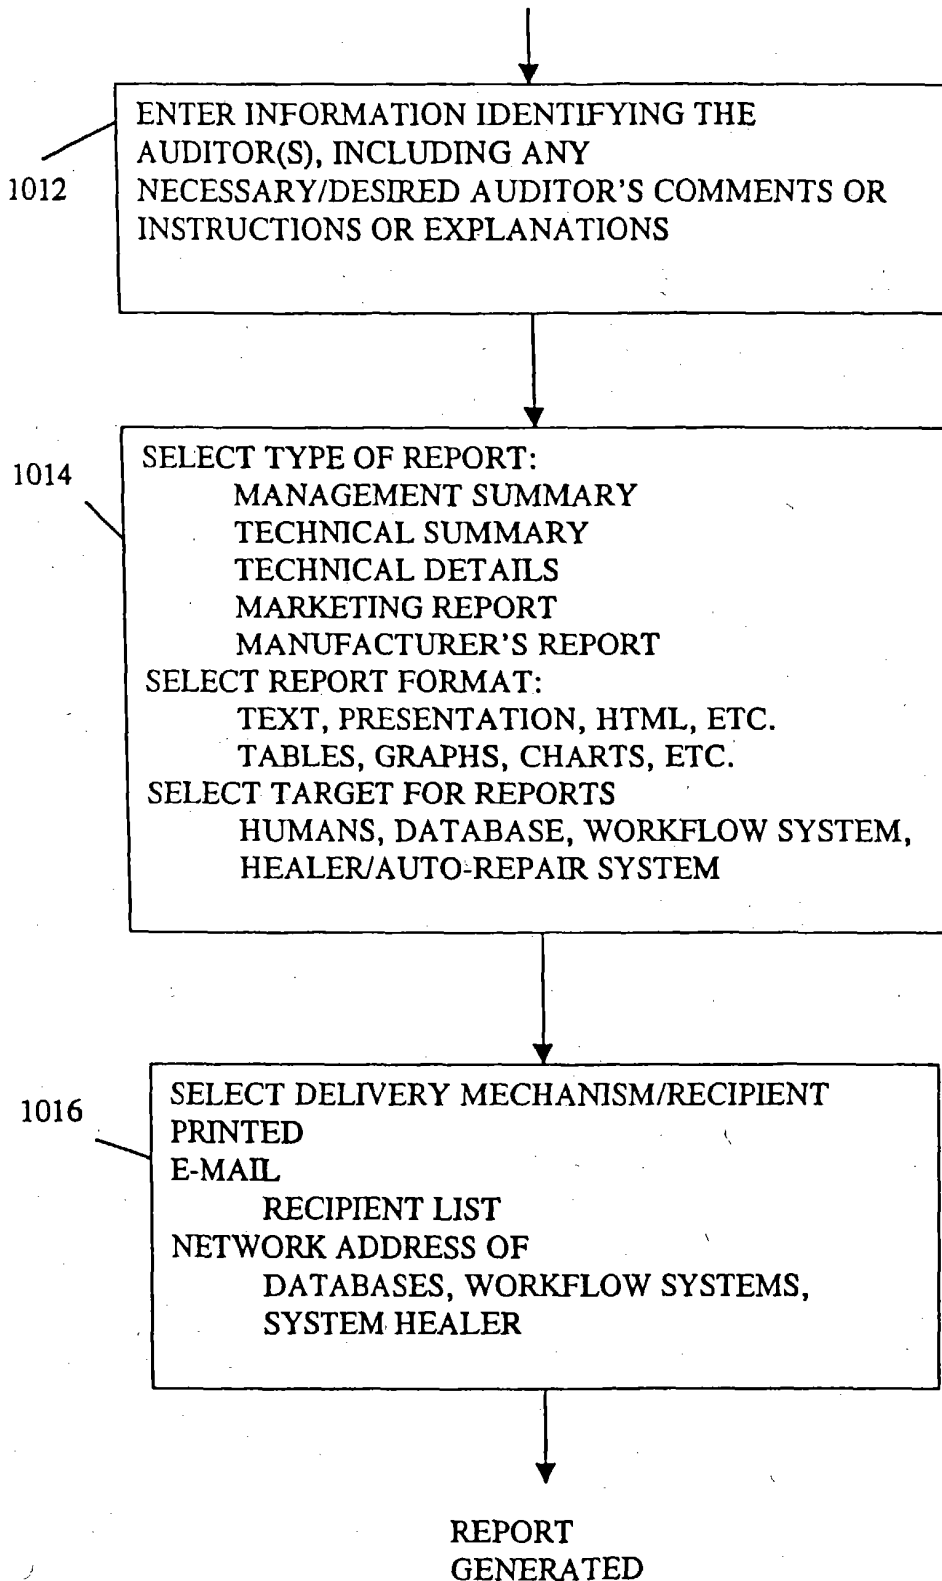 ENTER INFORMATION IDENTIFYING THE
AUDITOR(S), INCLUDING ANY
NECESSARY/DESIRED AUDITOR'S COMMENTS OR
INSTRUCTIONS OR EXPLANATIONS
1012
1014
SELECT TYPE OF REPORT:
MANAGEMENT SUMMARY
TECHNICAL SUMMARY
TECHNICAL DETAILS
MARKETING REPORT
MANUFACTURER'S REPORT
SELECT REPORT FORMAT:
TEXT, PRESENTATION, HTML, ETC.
TABLES, GRAPHS, CHARTS, ETC.
SELECT TARGET FOR REPORTS
HUMANS, DATABASE, WORKFLOW SYSTEM,
HEALER/AUTO-REPAIR SYSTEM
1016
SELECT DELIVERY MECHANISM/RECIPIENT
PRINTED
E-MAIL
RECIPIENT LIST
NETWORK ADDRESS OF
DATABASES, WORKFLOW SYSTEMS,
SYSTEM HEALER
REPORT
GENERATED